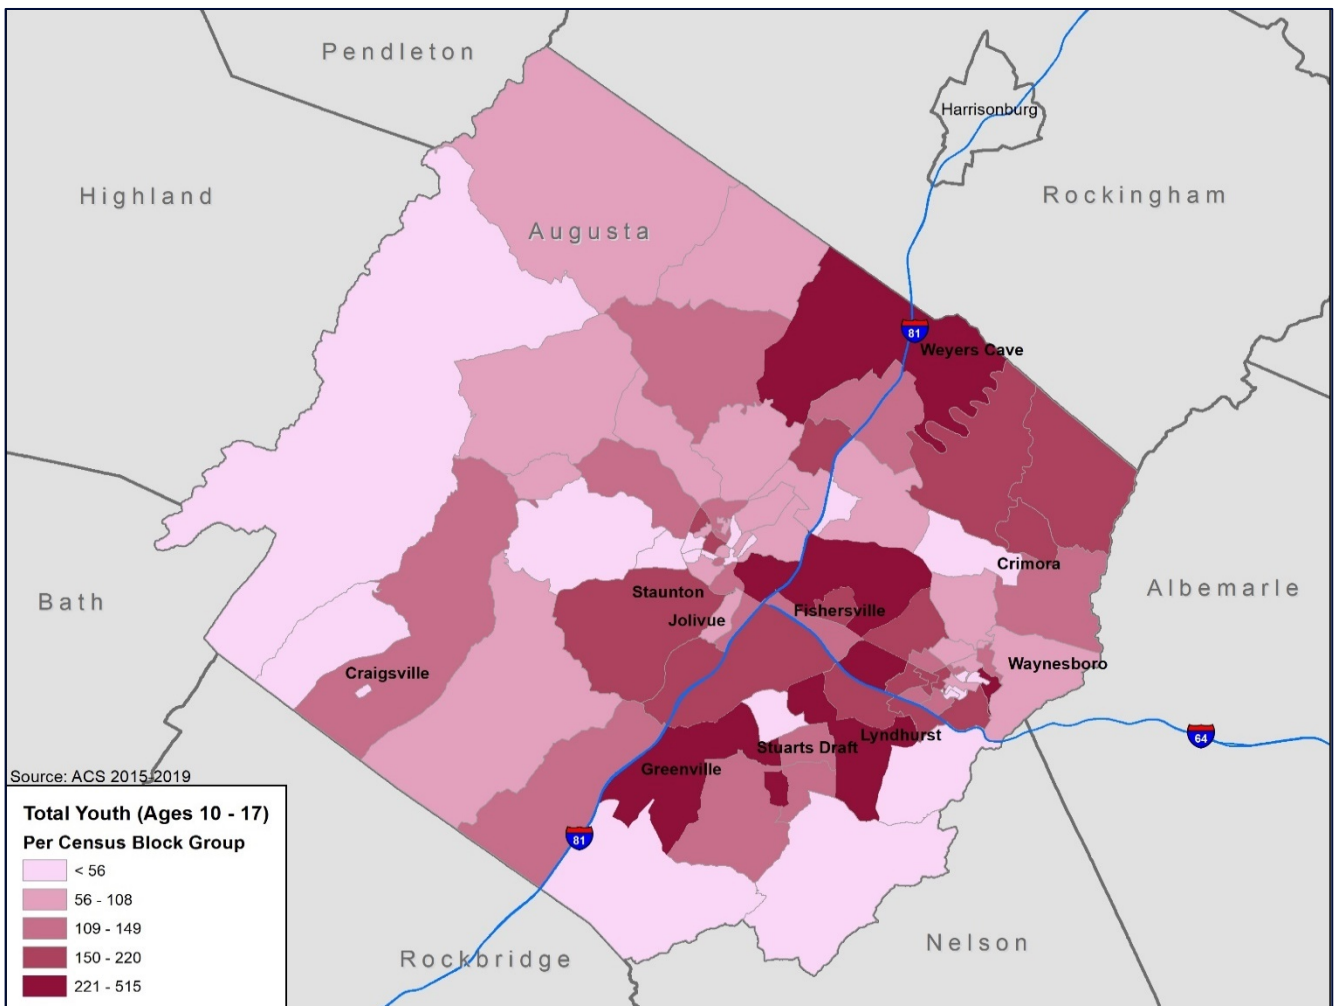 Pendleton
Harrisonburg
Highland
Rockingham
Augusta
81
Weyers Cave
Crimora
Bath
Staunton
Albemarle
Fishersville
Jolivue
Waynesboro
Craigsville
Lyndhurst
64
Stuarts Draft
Greenville
Source: ACS 2015-2019
Total Youth (Ages 10 - 17)
Per Census Block Group
< 56
56 - 108
109 - 149
150 - 220
221 - 515
81
Nelson
Rockbridge